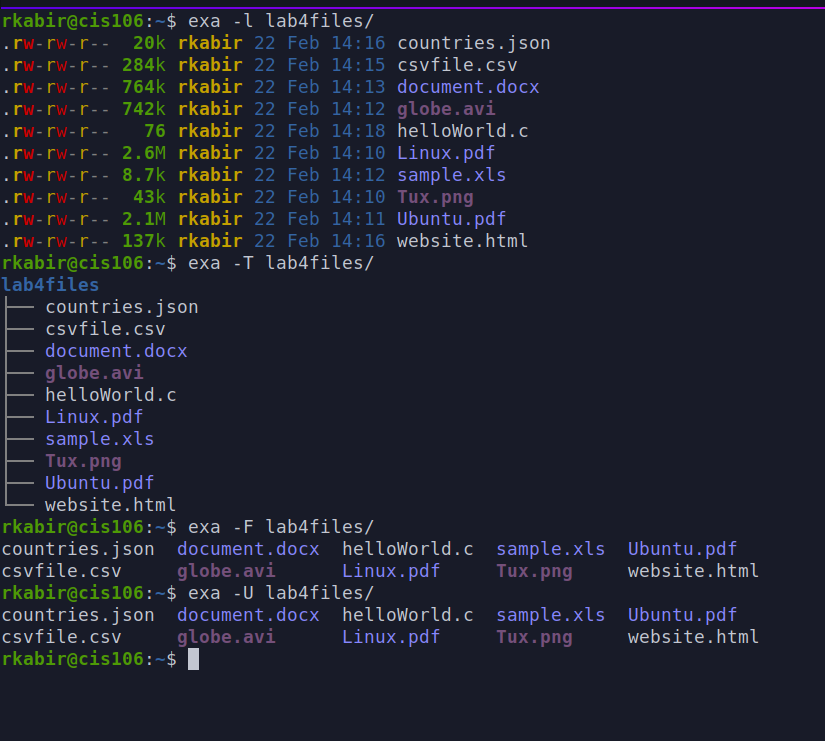 rkabir@cis106:~$ exa -l lab4files/
.rw-rw-r--  20k rkabir 22 Feb 14:16 countries.json
.rw-rw-r-- 284k rkabir 22 Feb 14:15 csvfile.csv
.rw-rw-r-- 764k rkabir 22 Feb 14:13 document.docx
.rw-rw-r-- 742k rkabir 22 Feb 14:12 globe.avi
.rw-rw-r--   76 rkabir 22 Feb 14:18 helloWorld.c
.rw-rw-r-- 2.6M rkabir 22 Feb 14:10 Linux.pdf
.rw-rw-r-- 8.7k rkabir 22 Feb 14:12 sample.xls
.rw-rw-r--  43k rkabir 22 Feb 14:10 Tux.png
.rw-rw-r-- 2.1M rkabir 22 Feb 14:11 Ubuntu.pdf
.rw-rw-r-- 137k rkabir 22 Feb 14:16 website.html
rkabir@cis106:~$ exa -T lab4files/
lab4files
├── countries.json
├── csvfile.csv
├── document.docx
├── globe.avi
├── helloWorld.c
├── Linux.pdf
├── sample.xls
├── Tux.png
├── Ubuntu.pdf
└── website.html
rkabir@cis106:~$ exa -F lab4files/
countries.json  document.docx  helloWorld.c  sample.xls  Ubuntu.pdf
csvfile.csv     globe.avi      Linux.pdf     Tux.png     website.html
rkabir@cis106:~$ exa -U lab4files/
countries.json  document.docx  helloWorld.c  sample.xls  Ubuntu.pdf
csvfile.csv     globe.avi      Linux.pdf     Tux.png     website.html
rkabir@cis106:~$